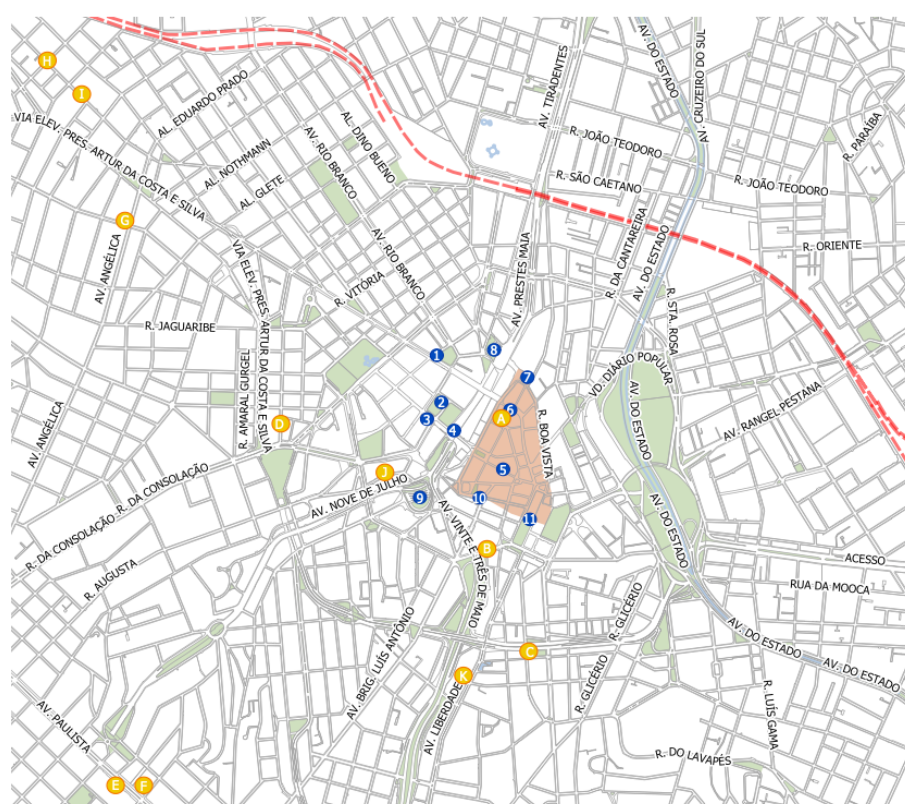 AV. DO ESTADO
AV. CRUZEIRO DO SUL
AV. TIRADENTES
H
I
AL. EDUARDO PRADO
R. PARAÍBA
VIA ELEV. PRES. ARTUR DA COSTA E SILVA
AV. RIO BRANCO
AL. DINO BUENO
R. JOÃO TEODORO
AL. NOTHMANN
R. SÃO CAETANO
R. JOÃO TEODORO
AL. GLETE
G
R. DA CANTAREIRA
AV. DO ESTADO
R. ORIENTE
AV. ANGÉLICA
VIA ELEV. PRES. ARTUR DA COSTA E SILVA
AV. RIO BRANCO
AV. PRESTES MAIA
R. VITÓRIA
R. STA. ROSA
R. JAGUARIBE
1
8
VD. DIÁRIO POPULAR
7
R. AMARAL GURGEL
2
6
A
3
4
R. BOA VISTA
AV. DO ESTADO
AV. RANGEL PESTANA
D
AV. ANGÉLICA
J
5
R. DA CONSOLAÇÃO
R. DA CONSOLAÇÃO
AV. NOVE DE JULHO
9
10
11
AV. DO ESTADO
R. AUGUSTA
AV. VINTE E TRÊS DE MAIO
B
ACESSO
RUA DA MOOCA
AV. BRIG. LUÍS ANTÔNIO
R. GLICÉRIO
AV. DO ESTADO
AV. DO ESTADO
C
K
R. GLICÉRIO
AV. LIBERDADE
R. LUÍS GAMA
AV. PAULISTA
R. DO LAVAPÉS
E
F